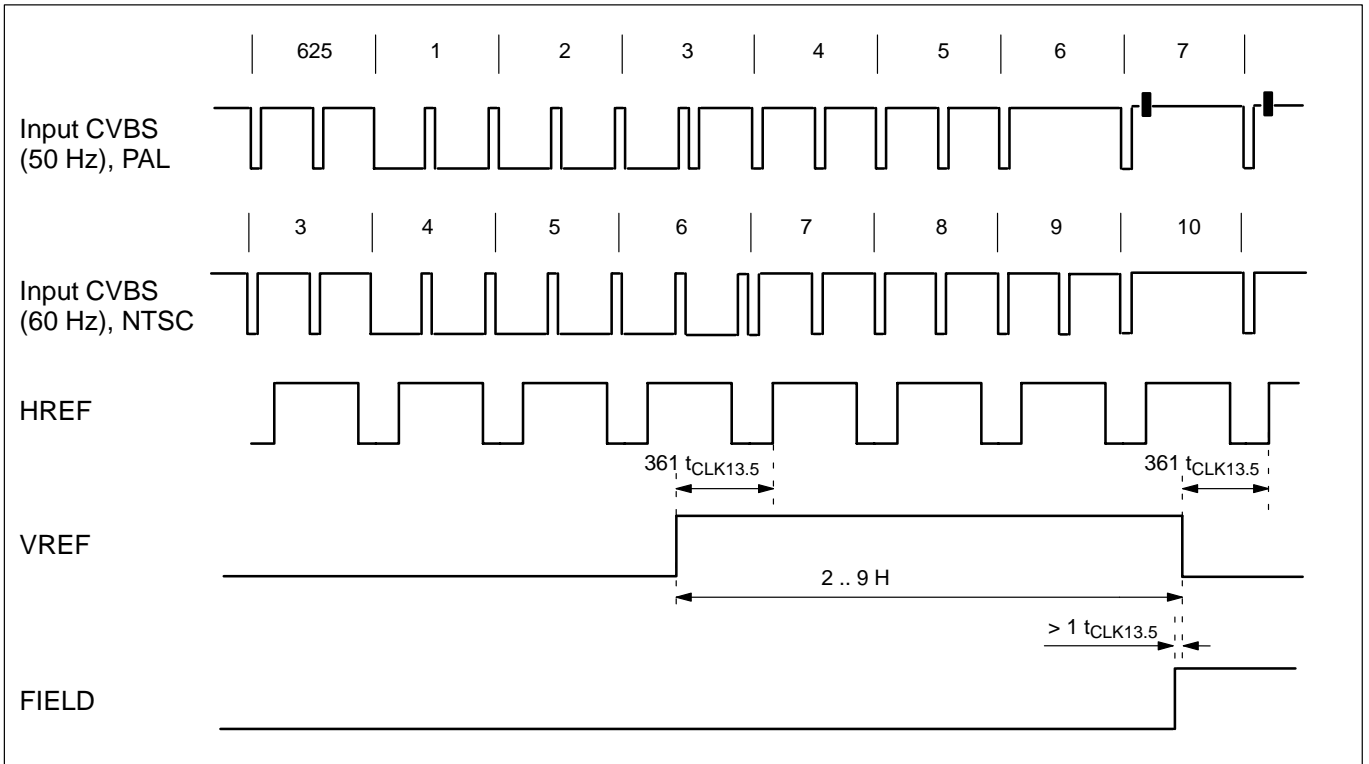 625 1 2 3 4 5 6 7
Input CVBS
(50 Hz), PAL
3 4 5 6 7 8 9 10
Input CVBS
(60 Hz), NTSC
HREF
361 tCLK13.5 361 tCLK13.5
VREF
2 .. 9 H
> 1 tCLK13.5
FIELD